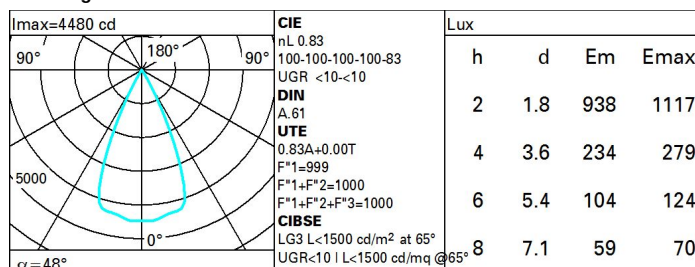 Imax=4480 cd
90°
180°
90°
5000
0°
α=48°
CIE
nL 0.83
100-100-100-100-83
UGR <10-<10
DIN
A.61
UTE
0.83A+0.00T
F"1=999
F"1+F"2=1000
F"1+F"2+F"3=1000
CIBSE
LG3 L<1500 cd/m² at 65°
UGR<10 | L<1500 cd/mq @65°
Lux
h d Em Emax
2 1.8 938 1117
4 3.6 234 279
6 5.4 104 124
8 7.1 59 70